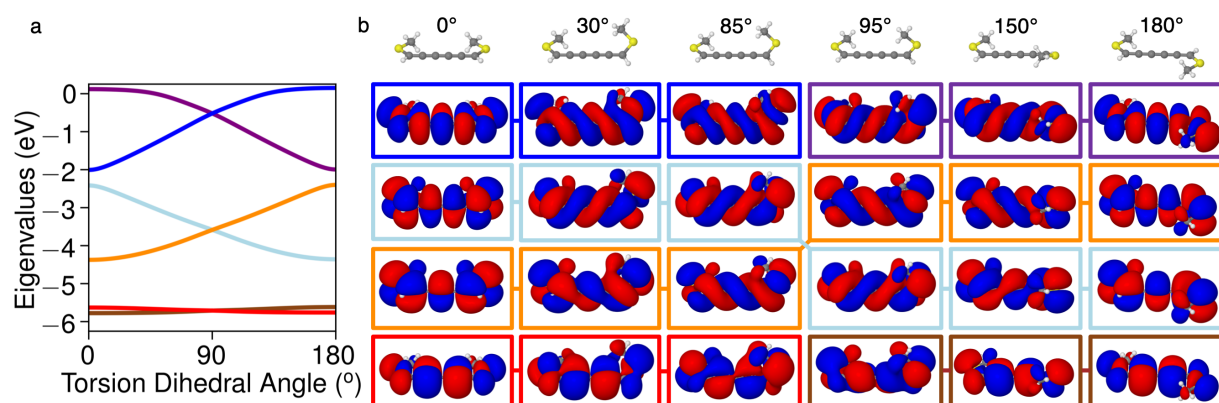 a
b
0° 30° 85° 95° 150° 180°
Eigenvalues (eV)
0
−1
−2
−3
−4
−5
−6
0 90 180
Torsion Dihedral Angle (º)